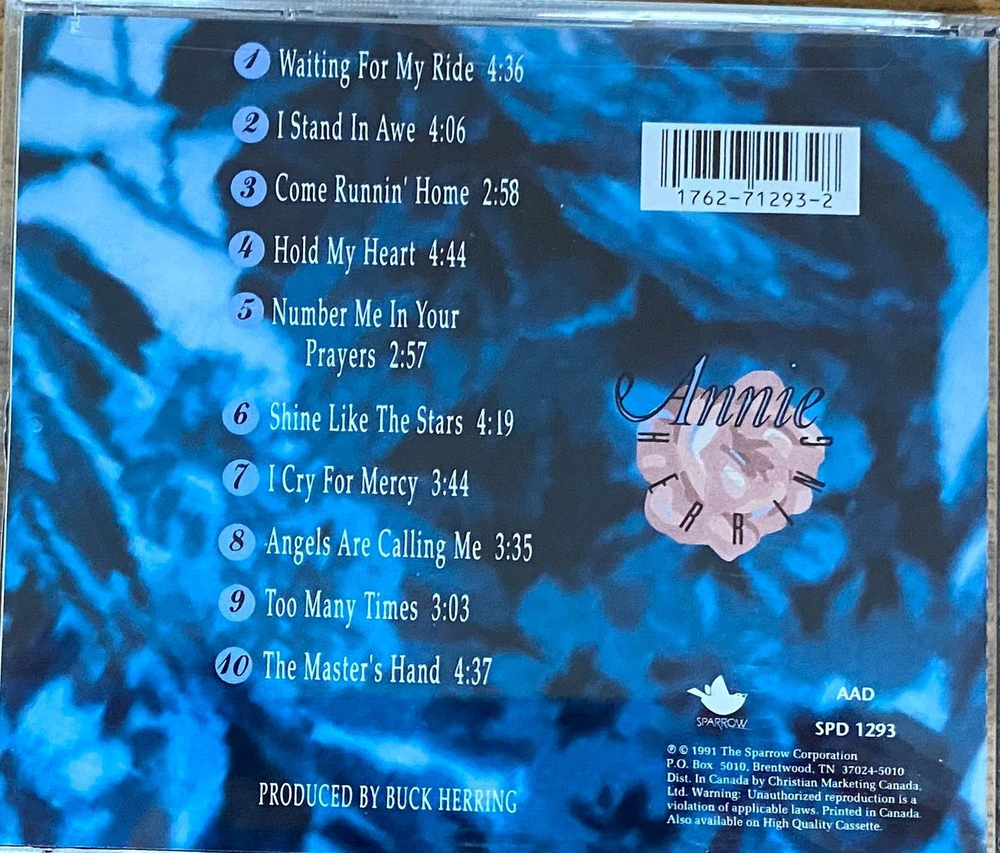 1 Waiting For My Ride 4:36
2 I Stand In Awe 4:06
3 Come Runnin' Home 2:58
4 Hold My Heart 4:44
5 Number Me In Your
Prayers 2:57
6 Shine Like The Stars 4:19
7 I Cry For Mercy 3:44
8 Angels Are Calling Me 3:35
9 Too Many Times 3:03
10 The Master's Hand 4:37
PRODUCED BY BUCK HERRING
1762-71293-2
Annie
HERRING
SPARROW
AAD
SPD 1293
℗ © 1991 The Sparrow Corporation
P.O. Box 5010, Brentwood, TN 37024-5010
Dist. In Canada by Christian Marketing Canada,
Ltd. Warning: Unauthorized reproduction is a
violation of applicable laws. Printed in Canada.
Also available on High Quality Cassette.